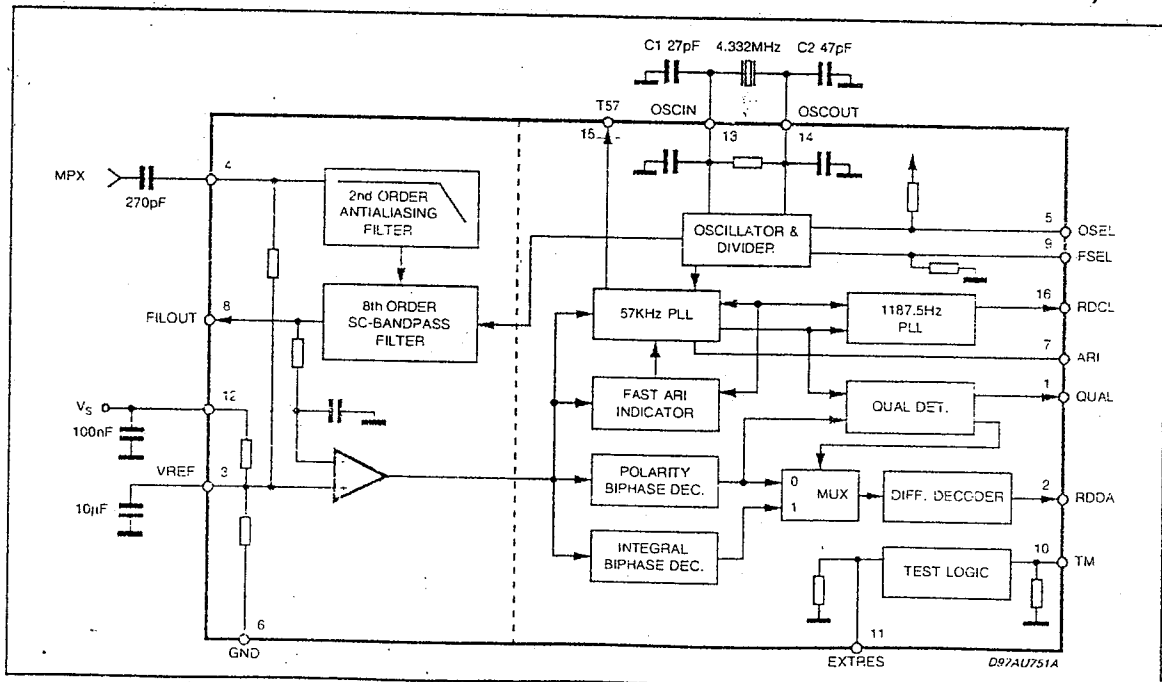 C1 27pF 4.332MHz C2 47pF
T57 OSCIN OSCOUT
15 13 14
4
MPX
270pF
2nd ORDER
ANTIALIASING
FILTER
OSCILLATOR &
DIVIDER
5
OSEL
9
FSEL
8
FILOUT
8th ORDER
SC-BANDPASS
FILTER
57KHz PLL
1187.5Hz
PLL
16
RDCL
7
ARI
FAST ARI
INDICATOR
QUAL DET.
1
QUAL
12
VS
100nF
VREF 3
10µF
- +
POLARITY
BIPHASE DEC.
0
MUX
1
DIFF. DECODER
2
RDDA
INTEGRAL
BIPHASE DEC.
TEST LOGIC
10
TM
6
GND
11
EXTRES
D97AU751A